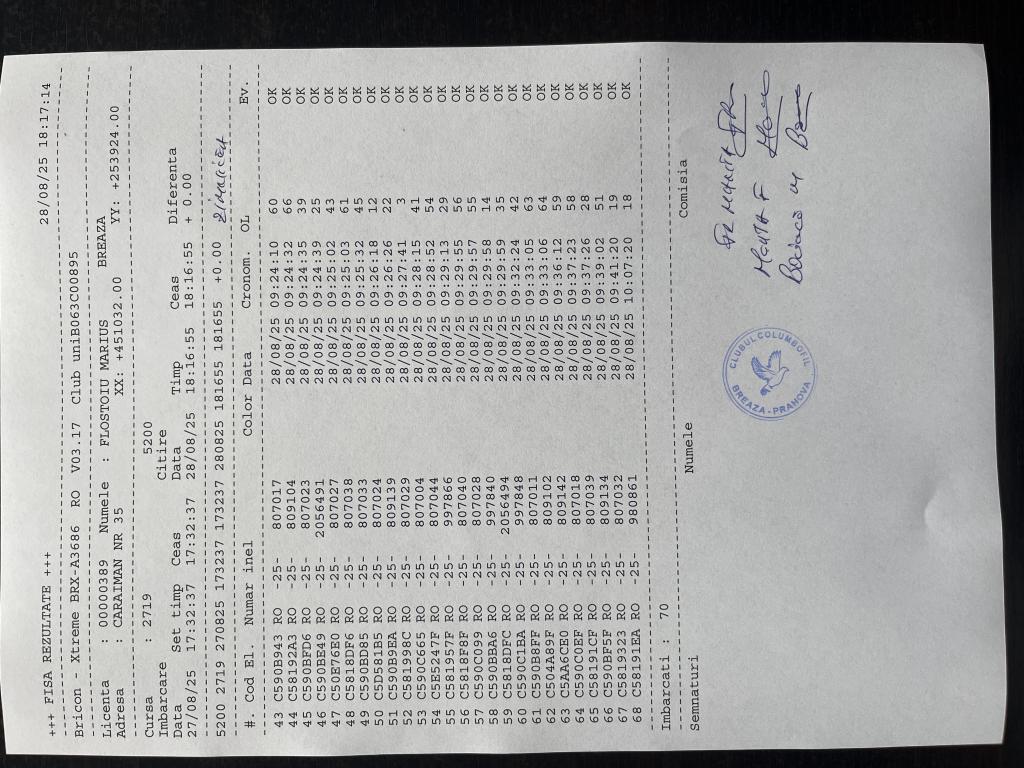 +++ FISA REZULTATE +++ 28/08/25 18:17:14
Bricon - Xtreme BRX-A3686 RO V03.17 Club uniB063C00895
Licenta : 00000389 Numele : FLOSTOIU MARIUS BREAZA
Adresa : CARAIMAN NR 35 XX: +451032.00 YY: +253924.00
Cursa : 2719 5200
Imbarcare Citire
Data Set timp Ceas Data Timp Ceas Diferenta
27/08/25 17:32:37 17:32:37 28/08/25 18:16:55 18:16:55 + 0.00
5200 2719 270825 173237 173237 280825 181655 181655 +0.00
#. Cod El. Numar inel Color Data Cronom. OL Ev.
43 C590B943 RO -25- 807017 28/08/25 09:24:10 60 OK
44 C58192A3 RO -25- 809104 28/08/25 09:24:32 66 OK
45 C590BFD6 RO -25- 807023 28/08/25 09:24:35 39 OK
46 C590BE49 RO -25- 2056491 28/08/25 09:24:39 25 OK
47 C50E76E0 RO -25- 807027 28/08/25 09:25:02 43 OK
48 C5818DF6 RO -25- 807038 28/08/25 09:25:03 61 OK
49 C590BD85 RO -25- 807033 28/08/25 09:25:32 45 OK
50 C5D581B5 RO -25- 807024 28/08/25 09:26:18 12 OK
51 C590B9EA RO -25- 809139 28/08/25 09:26:26 22 OK
52 C581998C RO -25- 807029 28/08/25 09:27:41 3 OK
53 C590C665 RO -25- 807004 28/08/25 09:28:15 41 OK
54 C5E5247F RO -25- 807044 28/08/25 09:28:52 54 OK
55 C581957F RO -25- 997866 28/08/25 09:29:13 29 OK
56 C5818F8F RO -25- 807040 28/08/25 09:29:55 56 OK
57 C590C099 RO -25- 807028 28/08/25 09:29:57 55 OK
58 C590BBA6 RO -25- 997840 28/08/25 09:29:58 14 OK
59 C5818DFC RO -25- 2056494 28/08/25 09:29:59 35 OK
60 C590C1BA RO -25- 997848 28/08/25 09:32:24 42 OK
61 C590B8FF RO -25- 807011 28/08/25 09:33:05 63 OK
62 C504A89F RO -25- 809102 28/08/25 09:33:06 64 OK
63 C5AA6CE0 RO -25- 809142 28/08/25 09:36:12 59 OK
64 C590C0EF RO -25- 807018 28/08/25 09:37:23 58 OK
65 C58191CF RO -25- 807039 28/08/25 09:37:26 28 OK
66 C590BF5F RO -25- 809134 28/08/25 09:39:02 51 OK
67 C5819323 RO -25- 807032 28/08/25 09:41:20 19 OK
68 C58191EA RO -25- 980861 28/08/25 10:07:20 18 OK
Imbarcati : 70
Semnaturi Numele Comisia
CLUBUL COLUMBOFIL
BREAZA-PRAHOVA